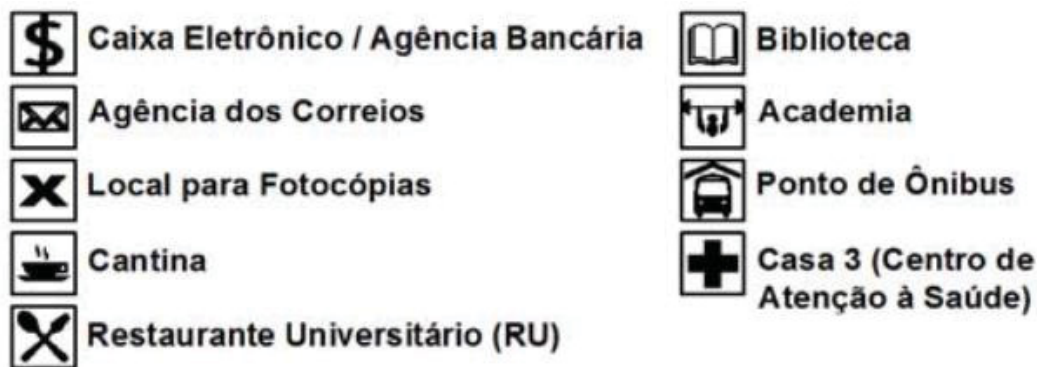 $ Caixa Eletrônico / Agência Bancária
Agência dos Correios
Local para Fotocópias
Cantina
Restaurante Universitário (RU)
Biblioteca
Academia
Ponto de Ônibus
Casa 3 (Centro de
Atenção à Saúde)